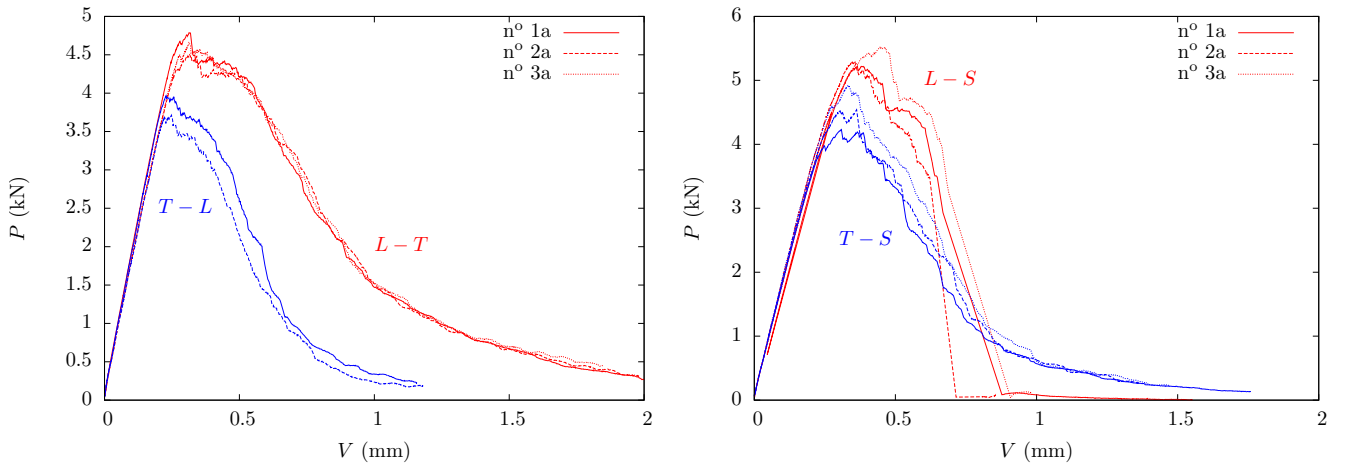 5
4.5
4
3.5
3
2.5
2
1.5
1
0.5
0
P (kN)
nº 1a
nº 2a
nº 3a
T – L
L – T
0 0.5 1 1.5 2
V (mm)
6
5
4
3
2
1
0
P (kN)
nº 1a
nº 2a
nº 3a
L – S
T – S
0 0.5 1 1.5 2
V (mm)